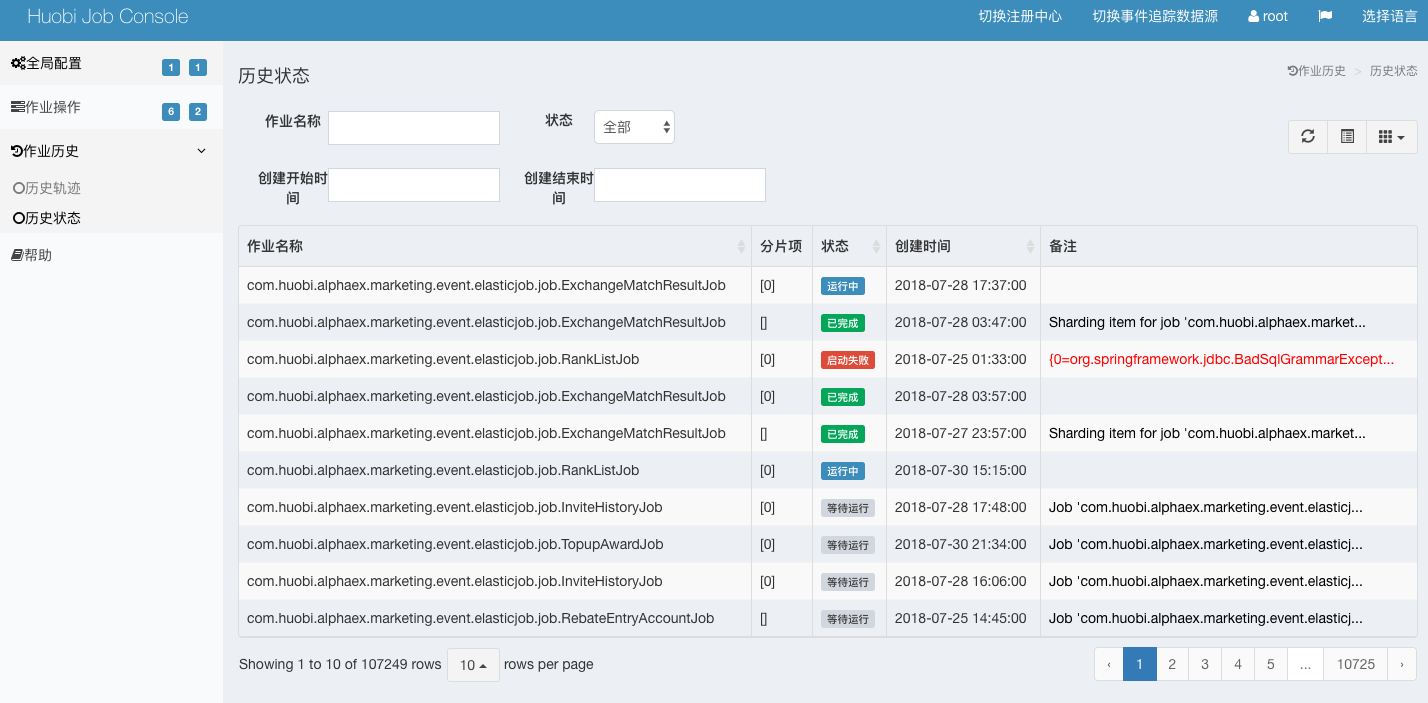 Huobi Job Console
切换注册中心 切换事件追踪数据源 root 选择语言
全局配置 1 1
作业操作 6 2
作业历史
历史轨迹
历史状态
帮助
历史状态
作业历史 > 历史状态
作业名称 状态 全部
创建开始时间 创建结束时间
作业名称 分片项 状态 创建时间 备注
com.huobi.alphaex.marketing.event.elasticjob.job.ExchangeMatchResultJob [0] 运行中 2018-07-28 17:37:00
com.huobi.alphaex.marketing.event.elasticjob.job.ExchangeMatchResultJob [] 已完成 2018-07-28 03:47:00 Sharding item for job 'com.huobi.alphaex.market...
com.huobi.alphaex.marketing.event.elasticjob.job.RankListJob [0] 启动失败 2018-07-25 01:33:00 {0=org.springframework.jdbc.BadSqlGrammarExcept...
com.huobi.alphaex.marketing.event.elasticjob.job.ExchangeMatchResultJob [0] 已完成 2018-07-28 03:57:00
com.huobi.alphaex.marketing.event.elasticjob.job.ExchangeMatchResultJob [] 已完成 2018-07-27 23:57:00 Sharding item for job 'com.huobi.alphaex.market...
com.huobi.alphaex.marketing.event.elasticjob.job.RankListJob [0] 运行中 2018-07-30 15:15:00
com.huobi.alphaex.marketing.event.elasticjob.job.InviteHistoryJob [0] 等待运行 2018-07-28 17:48:00 Job 'com.huobi.alphaex.marketing.event.elasticj...
com.huobi.alphaex.marketing.event.elasticjob.job.TopupAwardJob [0] 等待运行 2018-07-30 21:34:00 Job 'com.huobi.alphaex.marketing.event.elasticj...
com.huobi.alphaex.marketing.event.elasticjob.job.InviteHistoryJob [0] 等待运行 2018-07-28 16:06:00 Job 'com.huobi.alphaex.marketing.event.elasticj...
com.huobi.alphaex.marketing.event.elasticjob.job.RebateEntryAccountJob [] 等待运行 2018-07-25 14:45:00 Job 'com.huobi.alphaex.marketing.event.elasticj...
Showing 1 to 10 of 107249 rows 10 rows per page ‹ 1 2 3 4 5 ... 10725 ›